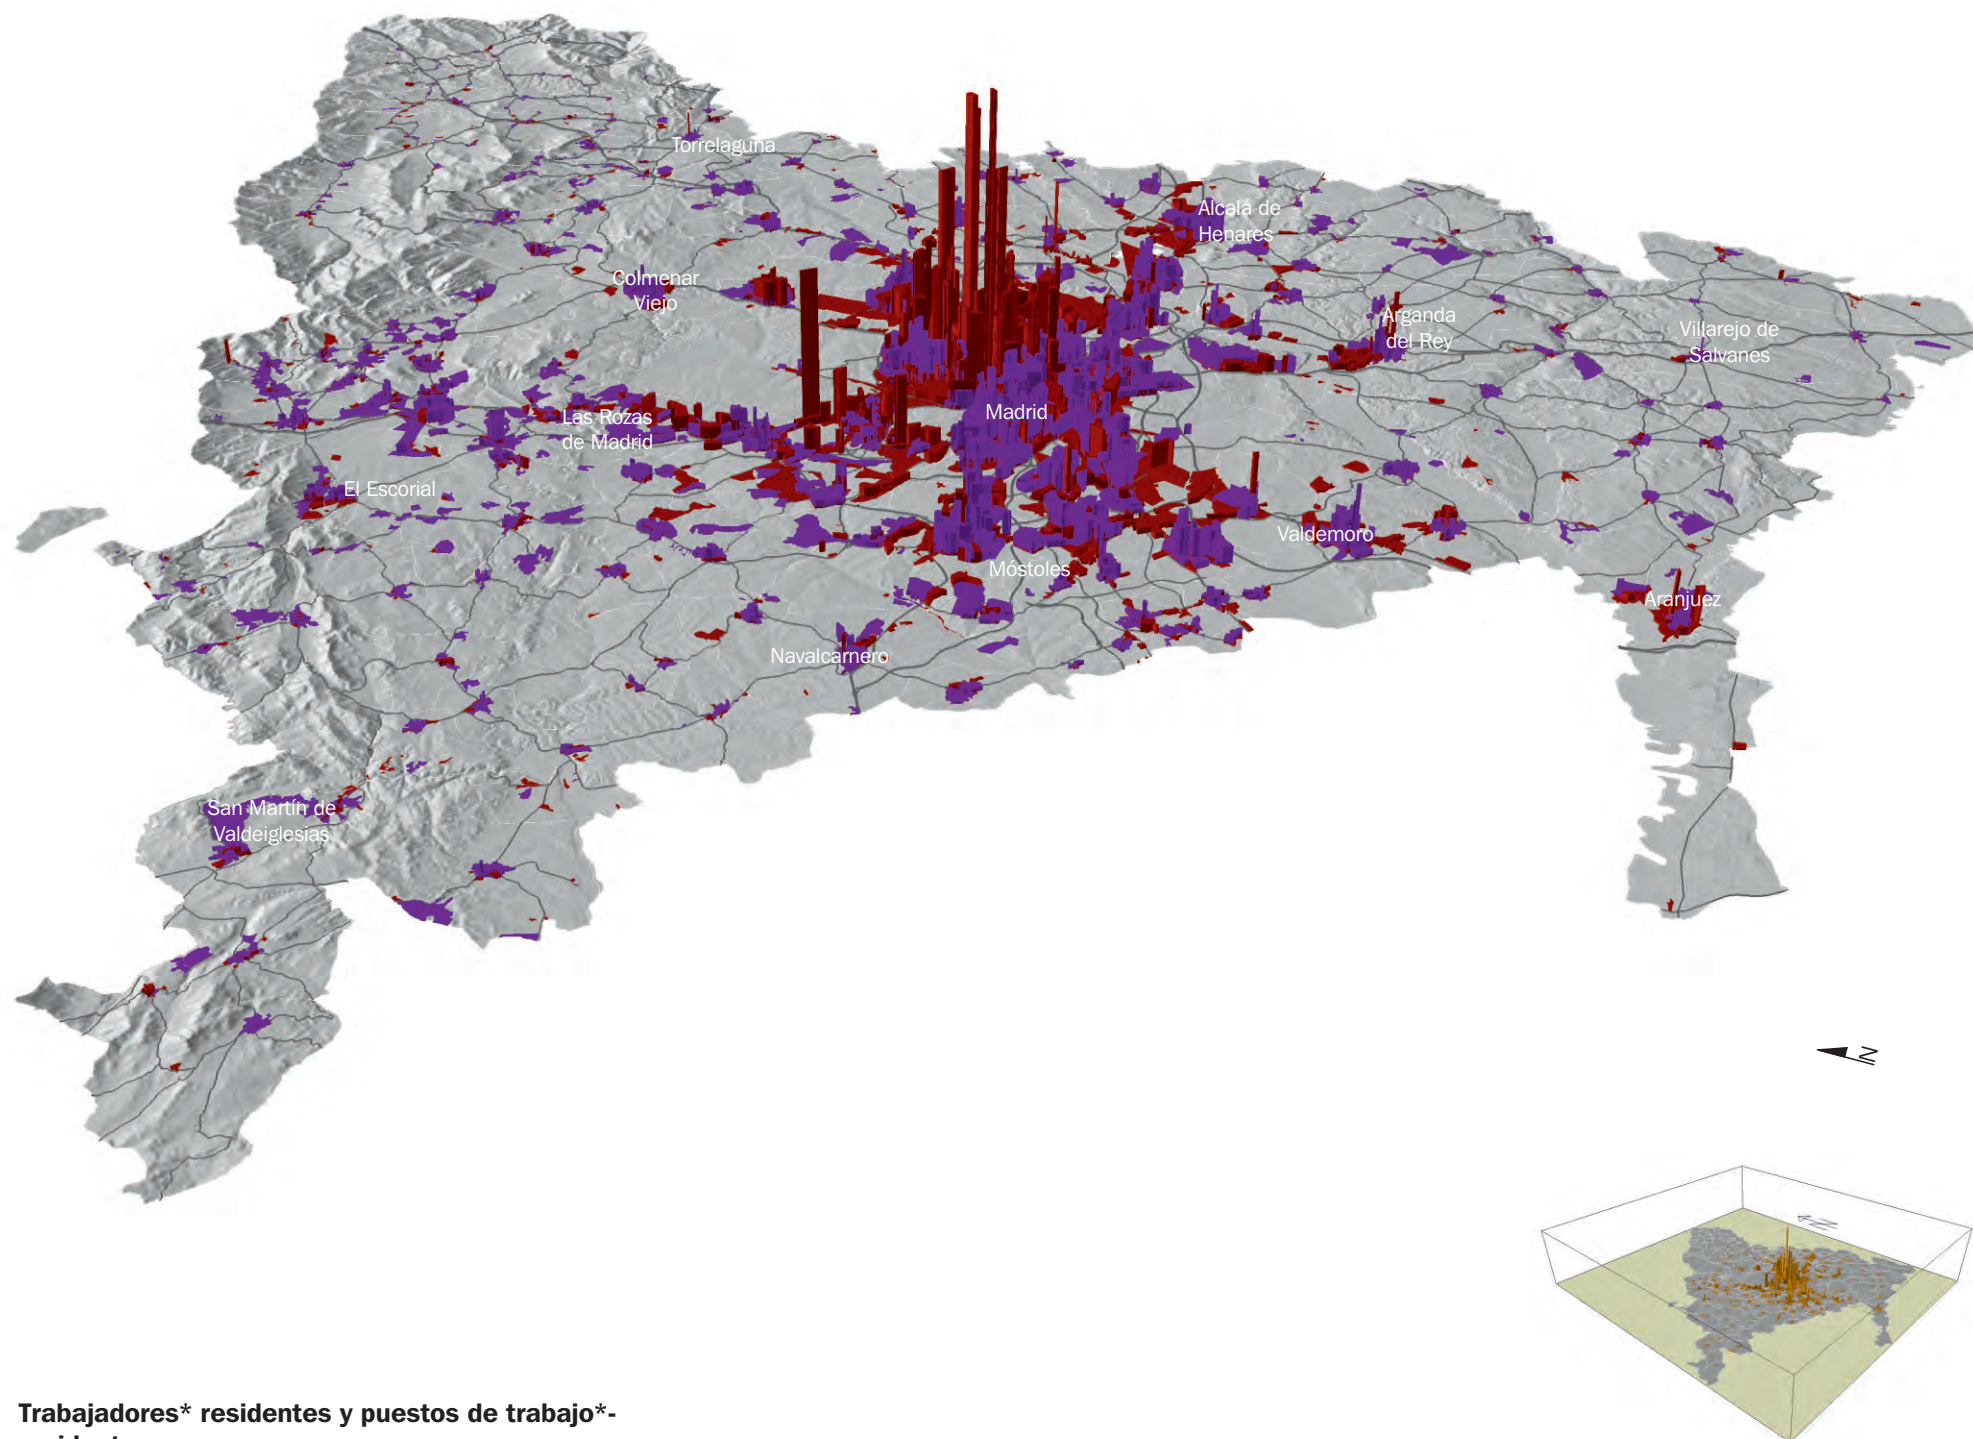 Torrelaguna
Alcalá de
Henares
Colmenar
Viejo
Arganda
del Rey
Villarejo de
Salvanes
Las Rozas
de Madrid
Madrid
El Escorial
Valdemoro
Móstoles
Aranjuez
Navalcarnero
San Martín de
Valdeiglesias
N
N
Trabajadores* residentes y puestos de trabajo*-